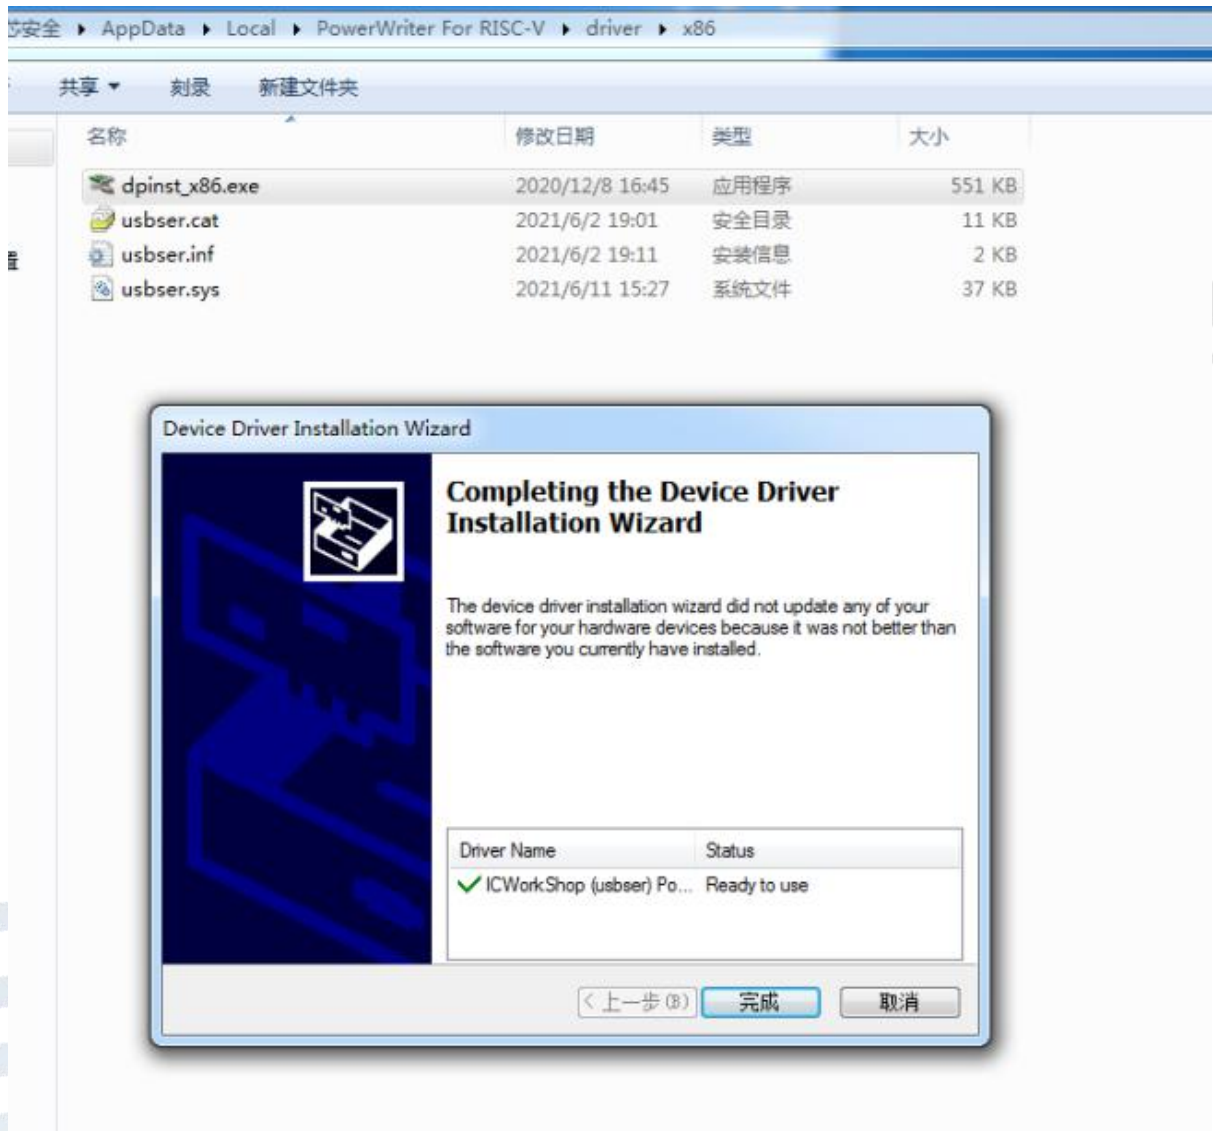 芯安全 ▸ AppData ▸ Local ▸ PowerWriter For RISC-V ▸ driver ▸ x86
共享 刻录 新建文件夹
名称 修改日期 类型 大小
dpinst_x86.exe 2020/12/8 16:45 应用程序 551 KB
usbser.cat 2021/6/2 19:01 安全目录 11 KB
usbser.inf 2021/6/2 19:11 安装信息 2 KB
置
usbser.sys 2021/6/11 15:27 系统文件 37 KB
Device Driver Installation Wizard
Completing the Device Driver
Installation Wizard
The device driver installation wizard did not update any of your
software for your hardware devices because it was not better than
the software you currently have installed.
Driver Name Status
ICWorkShop (usbser) Po... Ready to use
< 上一步(B) 完成 取消